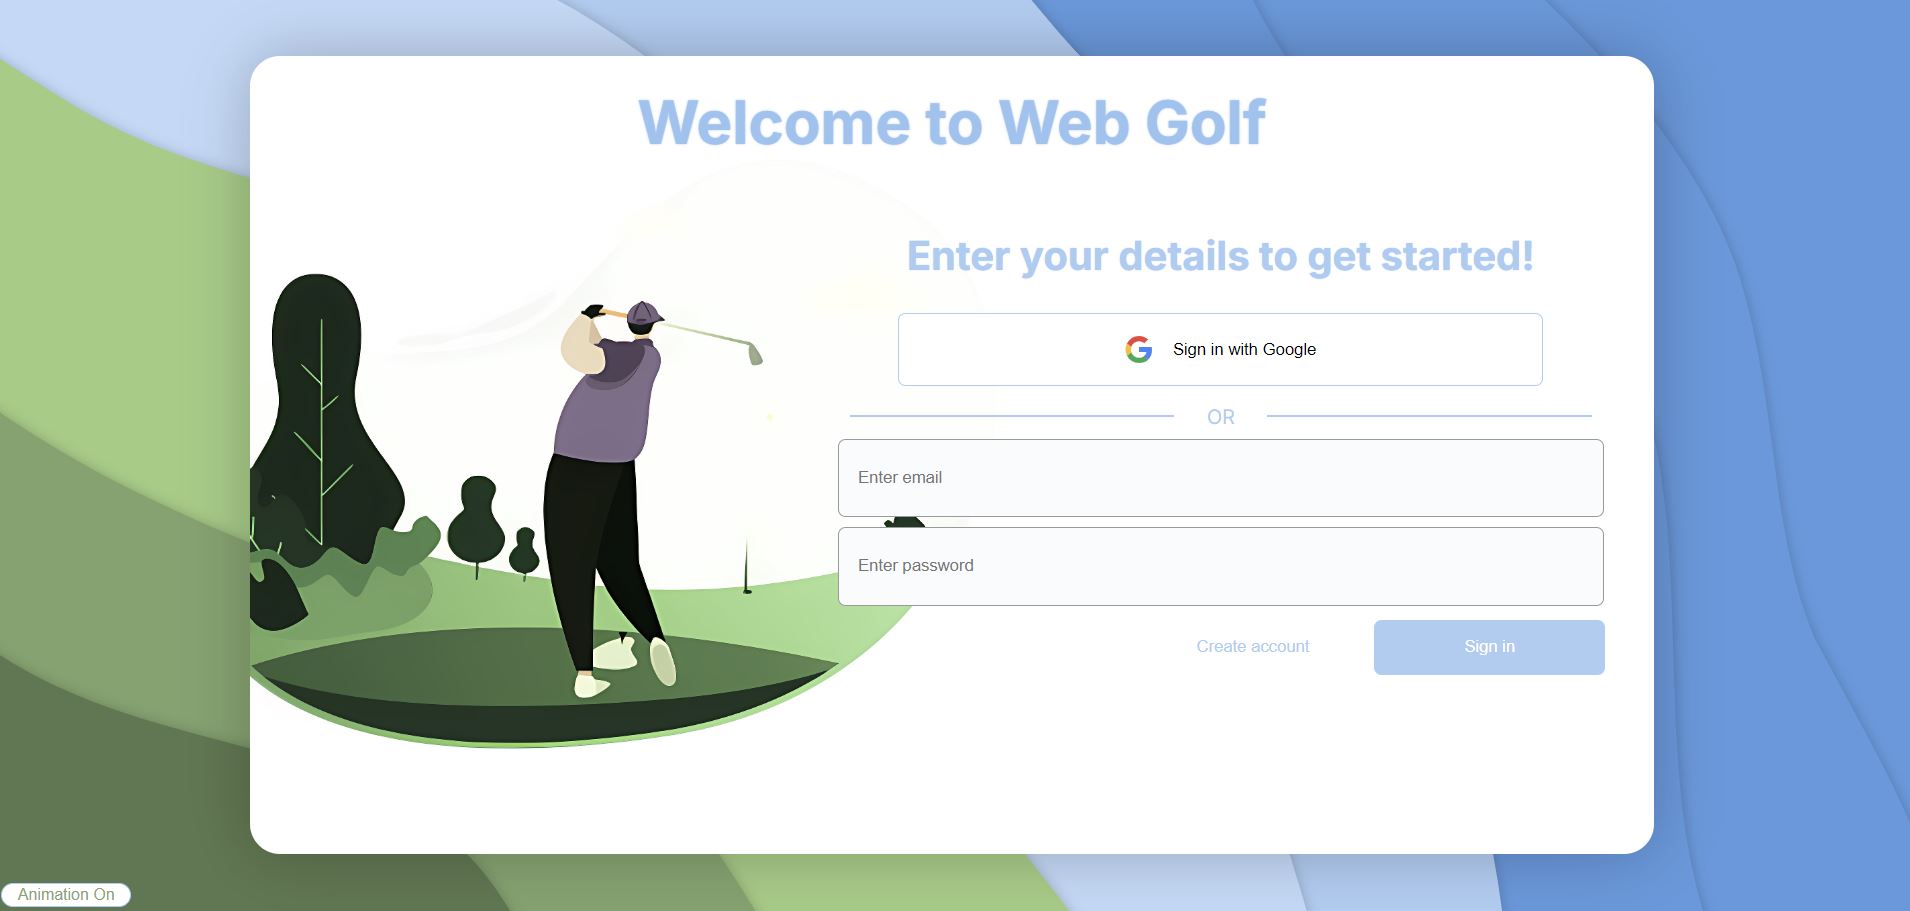 Welcome to Web Golf
Enter your details to get started!
Sign in with Google
OR
Enter email
Enter password
Create account
Sign in
Animation On